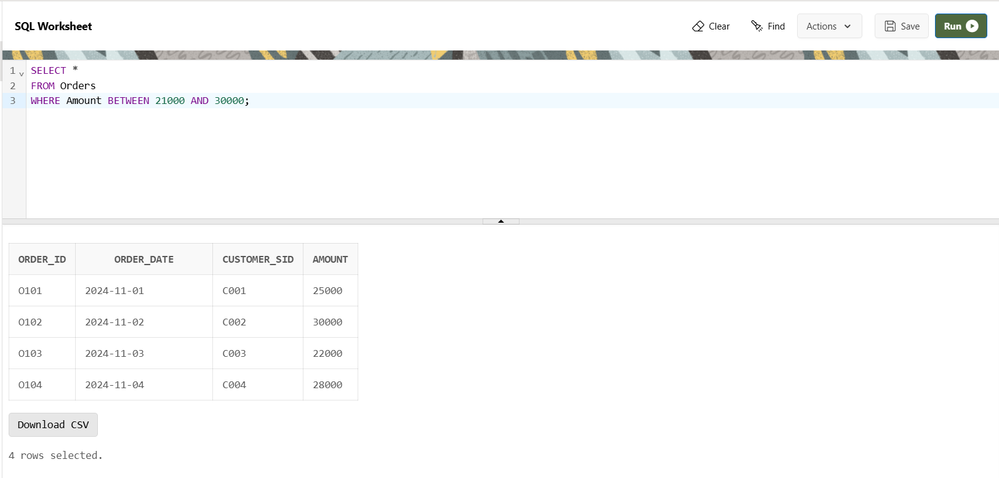 SQL Worksheet
Clear
Find
Actions
Save
Run
1 SELECT *
2 FROM Orders
3 WHERE Amount BETWEEN 21000 AND 30000;
ORDER_ID ORDER_DATE CUSTOMER_SID AMOUNT
O101 2024-11-01 C001 25000
O102 2024-11-02 C002 30000
O103 2024-11-03 C003 22000
O104 2024-11-04 C004 28000
Download CSV
4 rows selected.